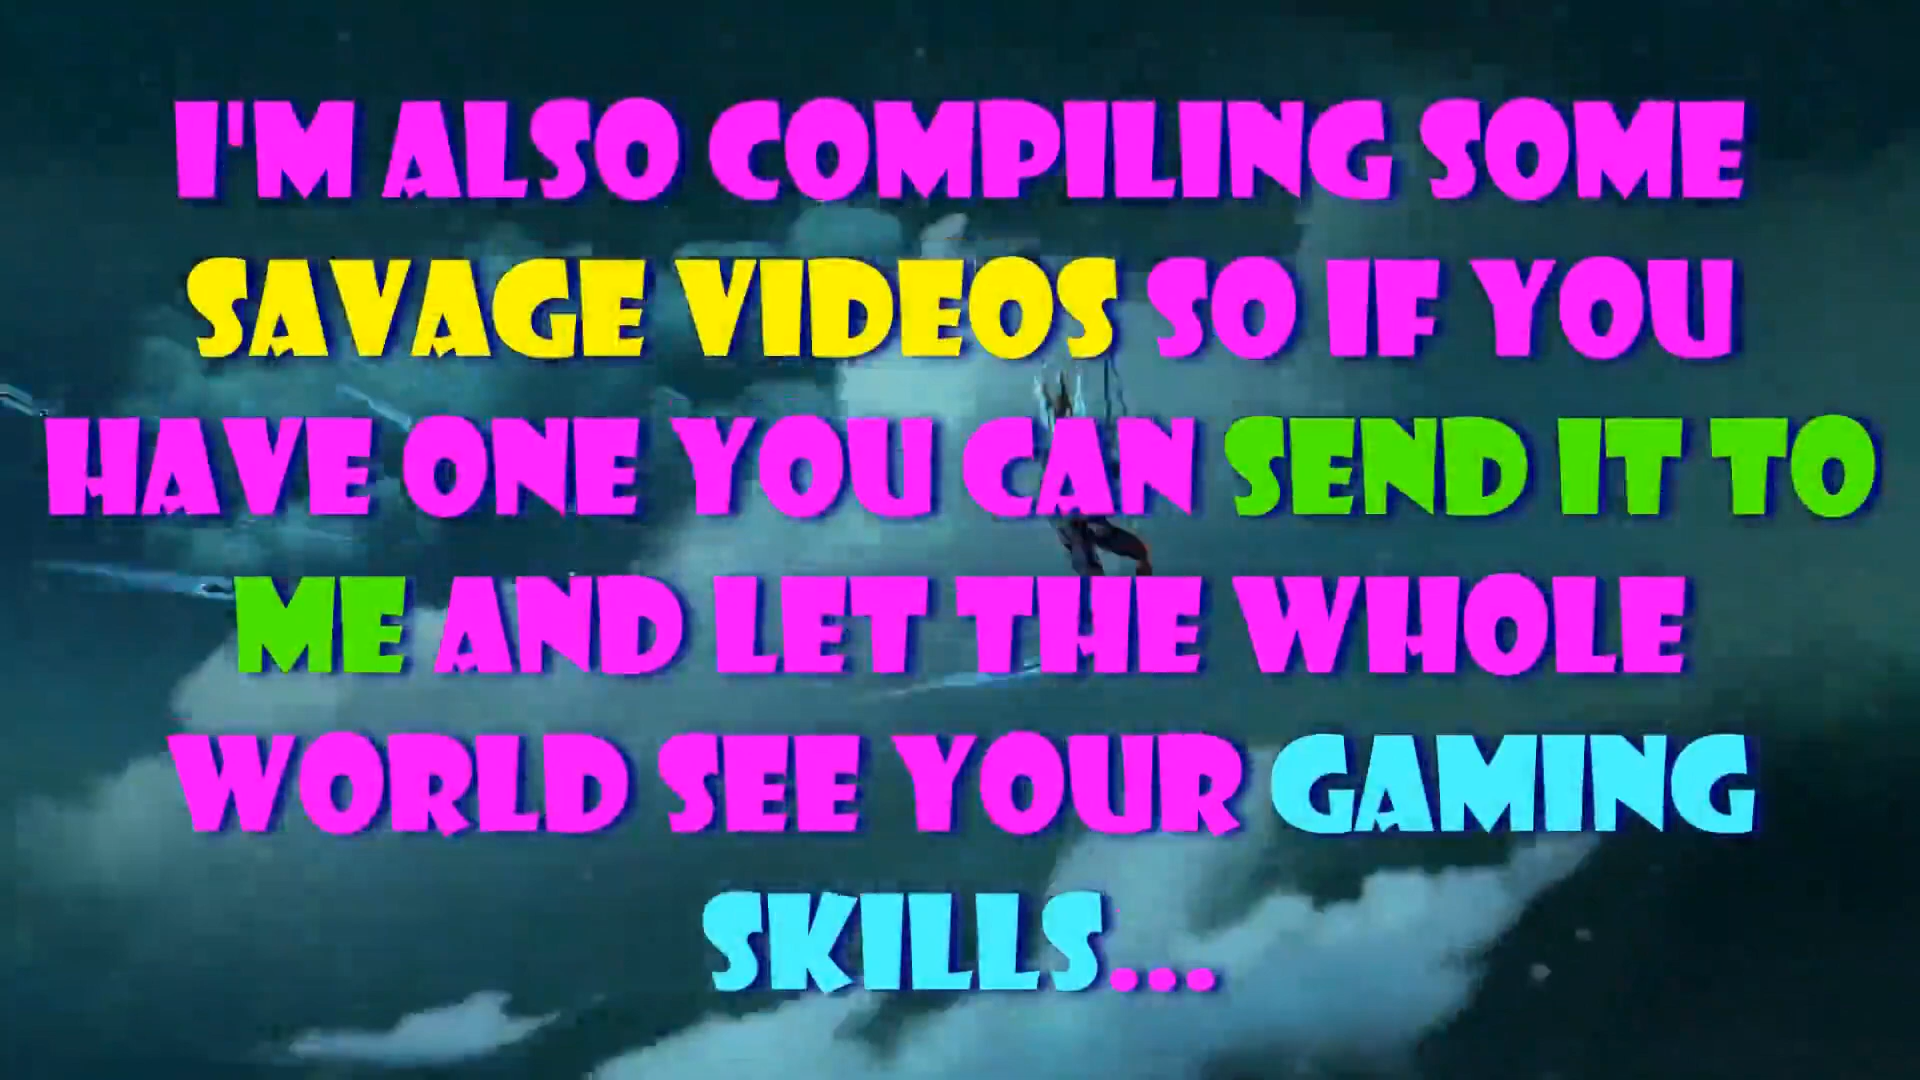 I'M ALSO COMPILING SOME
SAVAGE VIDEOS SO IF YOU
HAVE ONE YOU CAN SEND IT TO
ME AND LET THE WHOLE
WORLD SEE YOUR GAMING
SKILLS...